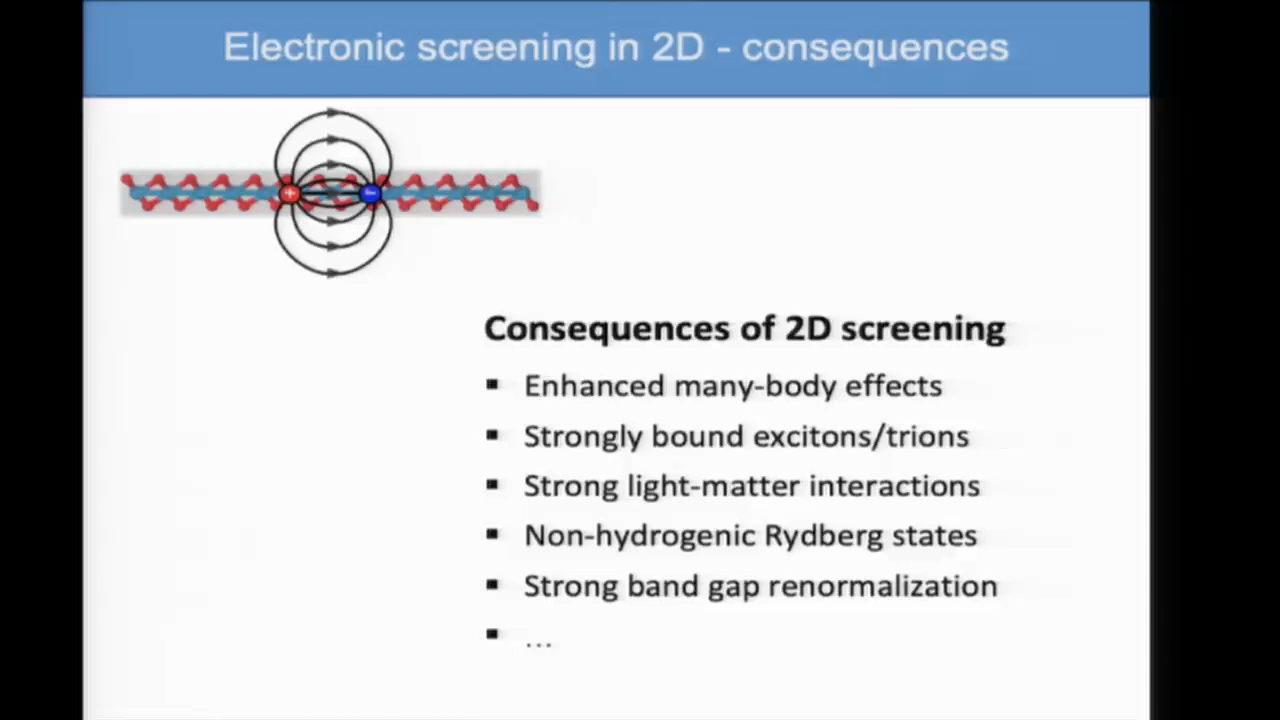 Electronic screening in 2D - consequences
+ −
Consequences of 2D screening
▪ Enhanced many-body effects
▪ Strongly bound excitons/trions
▪ Strong light-matter interactions
▪ Non-hydrogenic Rydberg states
▪ Strong band gap renormalization
▪ ...